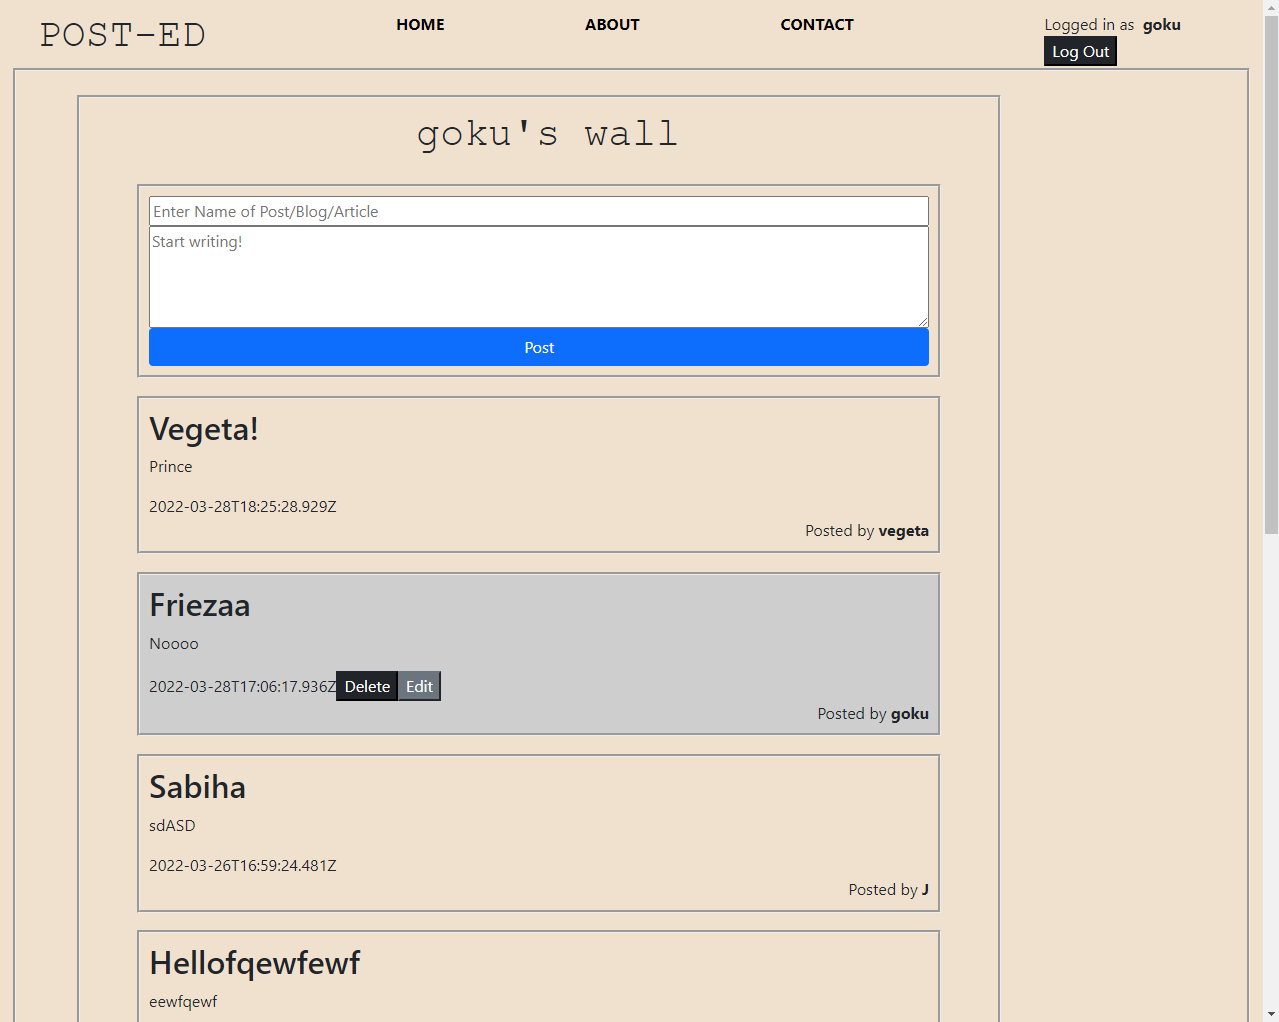 POST-ED
HOME
ABOUT
CONTACT
Logged in as goku
Log Out
goku's wall
Enter Name of Post/Blog/Article
Start writing!
Post
Vegeta!
Prince
2022-03-28T18:25:28.929Z
Posted by vegeta
Friezaa
Noooo
2022-03-28T17:06:17.936Z Delete Edit
Posted by goku
Sabiha
sdASD
2022-03-26T16:59:24.481Z
Posted by J
Hellofqewfewf
eewfqewf